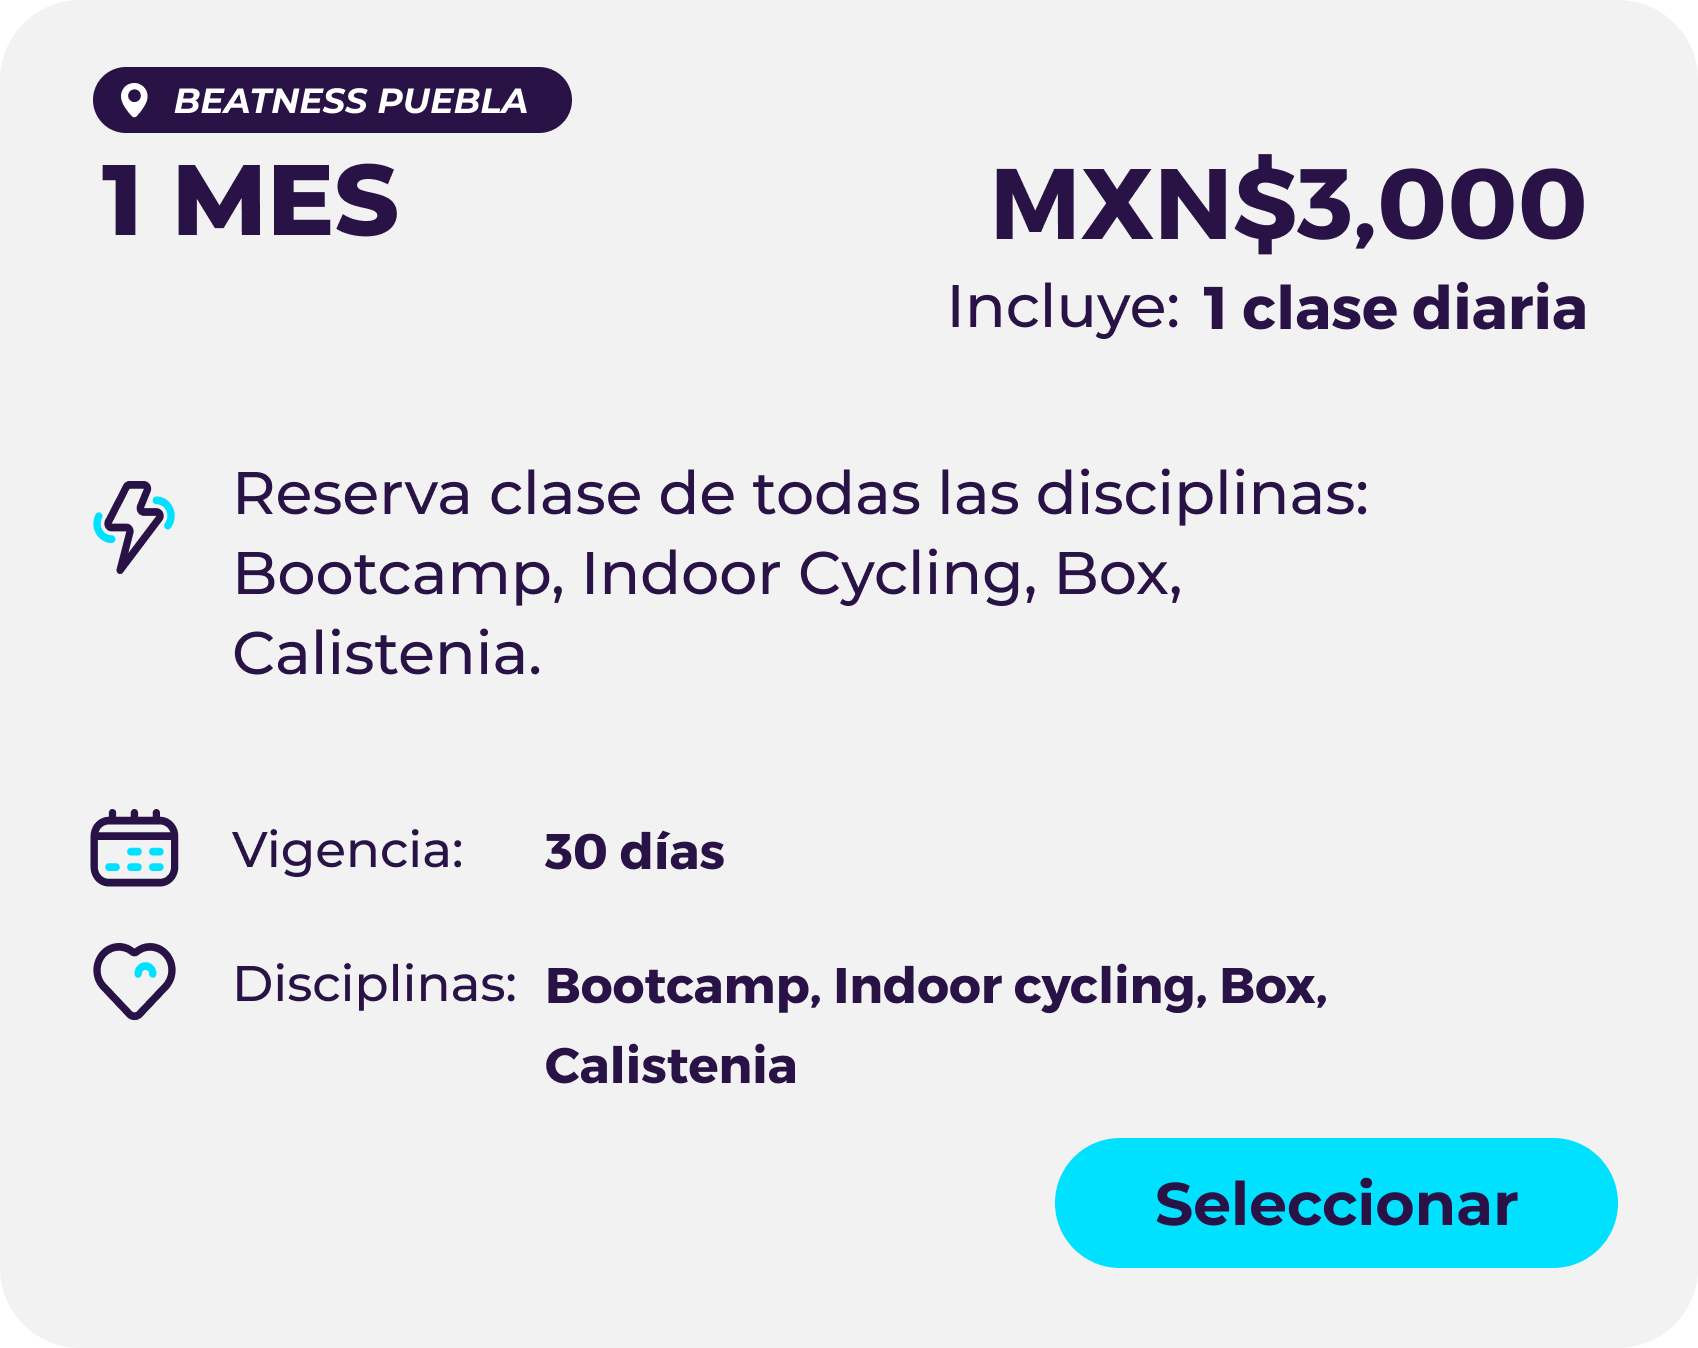 BEATNESS PUEBLA
1 MES
MXN$3,000
Incluye: 1 clase diaria
Reserva clase de todas las disciplinas:
Bootcamp, Indoor Cycling, Box,
Calistenia.
Vigencia: 30 días
Disciplinas: Bootcamp, Indoor cycling, Box,
Calistenia
Seleccionar